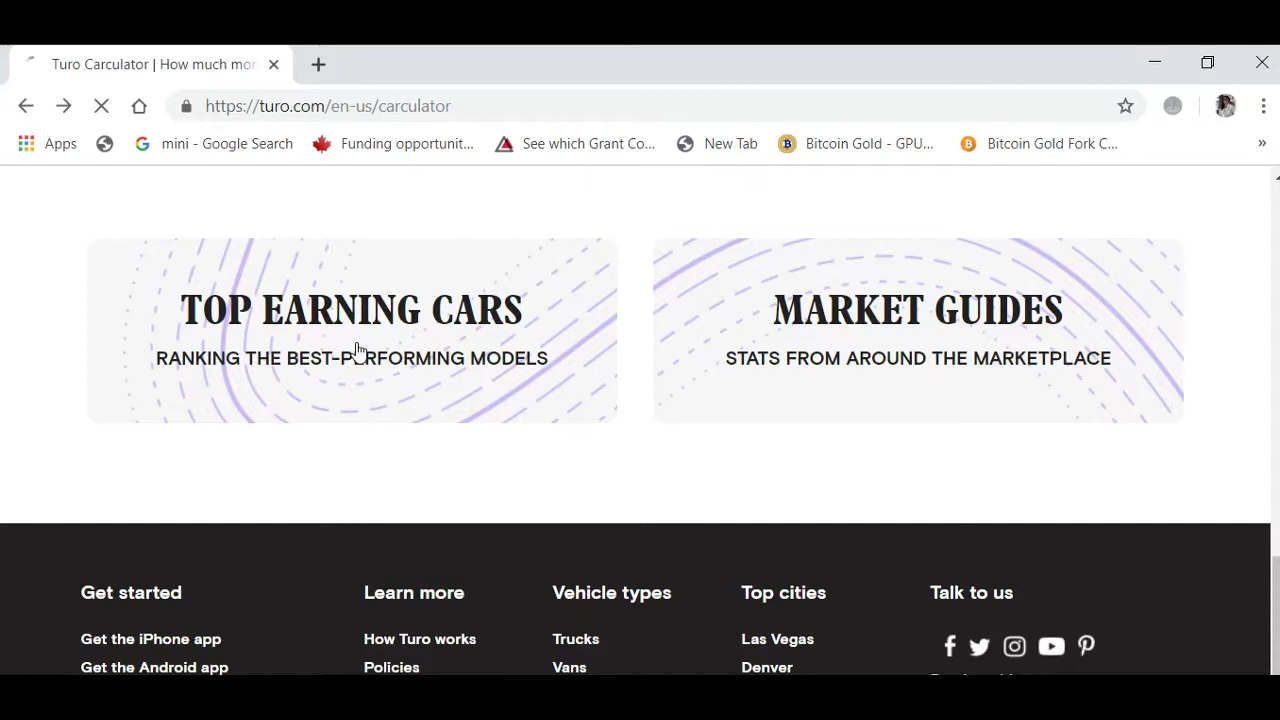 Turo Carculator | How much mor
https://turo.com/en-us/carculator
Apps
mini - Google Search
Funding opportunit...
See which Grant Co...
New Tab
Bitcoin Gold - GPU...
Bitcoin Gold Fork C...
»
TOP EARNING CARS
RANKING THE BEST-PERFORMING MODELS
MARKET GUIDES
STATS FROM AROUND THE MARKETPLACE
Get started
Get the iPhone app
Get the Android app
Learn more
How Turo works
Policies
Vehicle types
Trucks
Vans
Top cities
Las Vegas
Denver
Talk to us